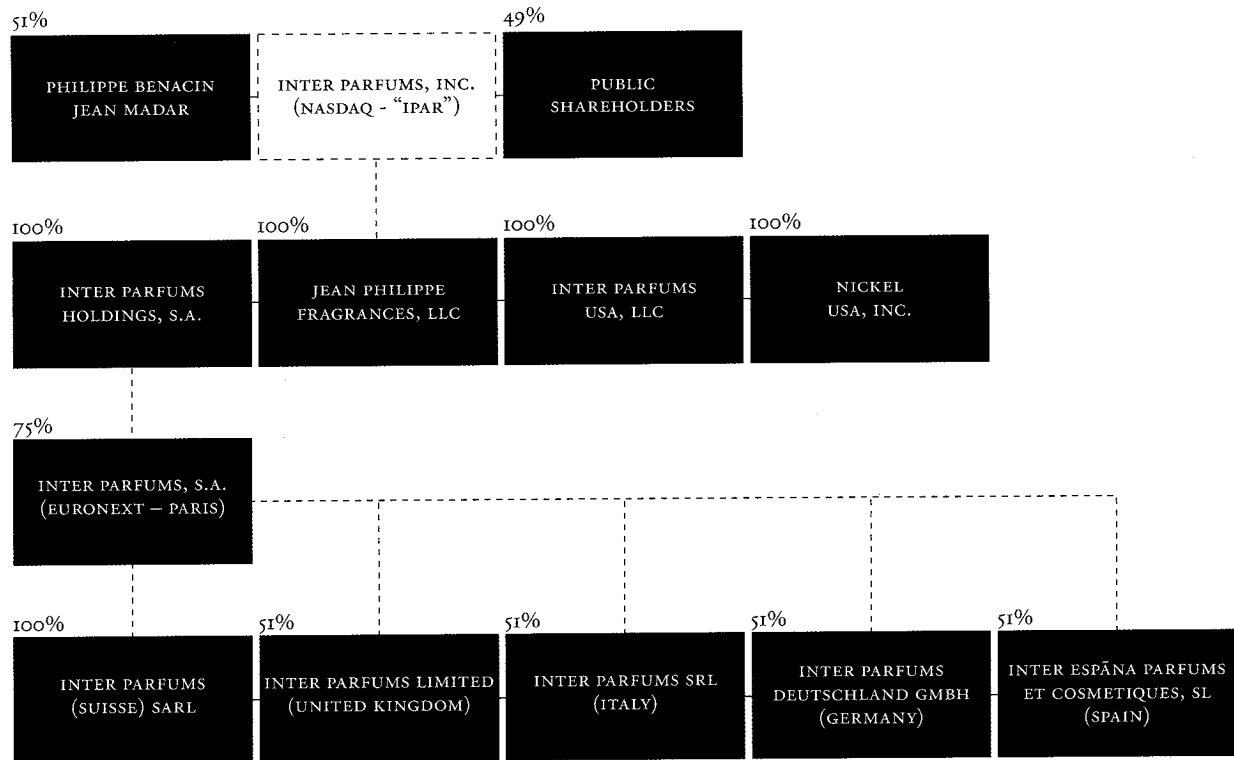 51%
PHILIPPE BENACIN
JEAN MADAR
INTER PARFUMS, INC.
(NASDAQ - “IPAR”)
49%
PUBLIC
SHAREHOLDERS
100%
INTER PARFUMS
HOLDINGS, S.A.
100%
JEAN PHILIPPE
FRAGRANCES, LLC
100%
INTER PARFUMS
USA, LLC
100%
NICKEL
USA, INC.
75%
INTER PARFUMS, S.A.
(EURONEXT – PARIS)
100%
INTER PARFUMS
(SUISSE) SARL
51%
INTER PARFUMS LIMITED
(UNITED KINGDOM)
51%
INTER PARFUMS SRL
(ITALY)
51%
INTER PARFUMS
DEUTSCHLAND GMBH
(GERMANY)
51%
INTER ESPÃNA PARFUMS
ET COSMETIQUES, SL
(SPAIN)